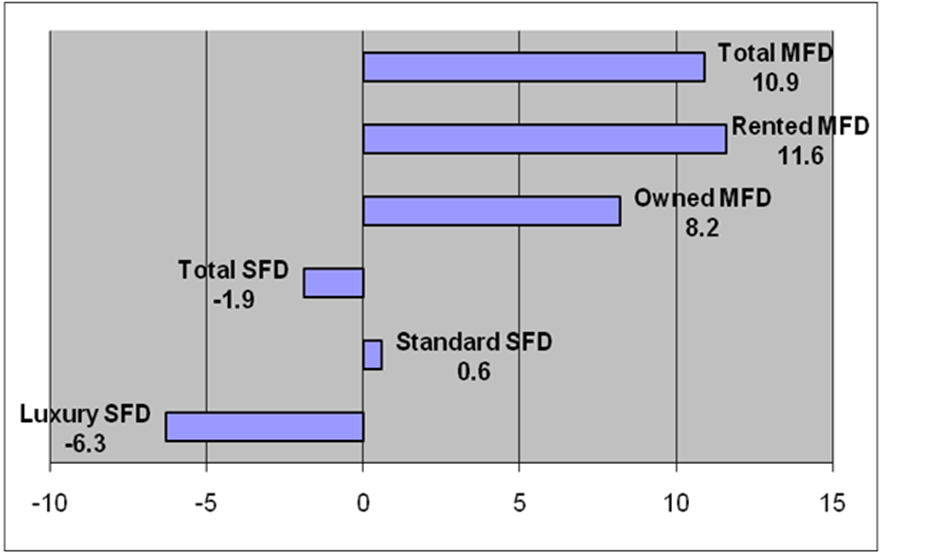 Total MFD
10.9
Rented MFD
11.6
Owned MFD
8.2
Total SFD
-1.9
Standard SFD
0.6
Luxury SFD
-6.3
-10 -5 0 5 10 15